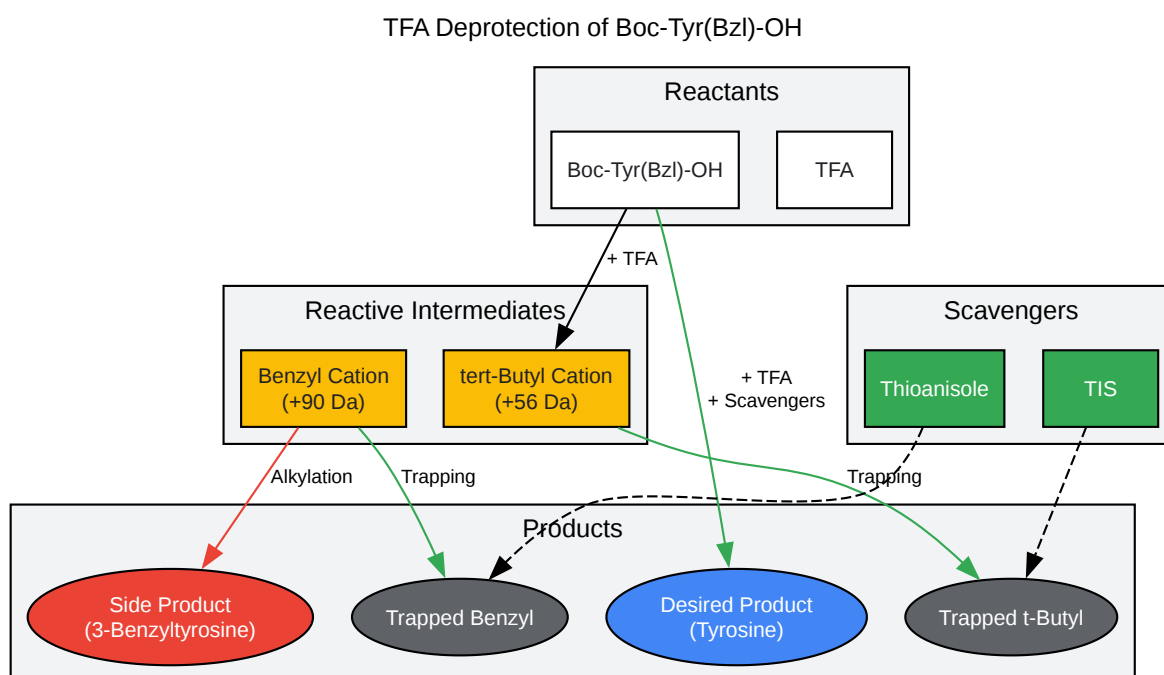 TFA Deprotection of Boc-Tyr(Bzl)-OH
Reactants
Boc-Tyr(Bzl)-OH
TFA
+ TFA
Reactive Intermediates
Scavengers
Benzyl Cation
(+90 Da)
tert-Butyl Cation
(+56 Da)
+ TFA
+ Scavengers
Thioanisole
TIS
Alkylation
Trapping
Trapping
Products
Side Product
(3-Benzyltyrosine)
Trapped Benzyl
Desired Product
(Tyrosine)
Trapped t-Butyl